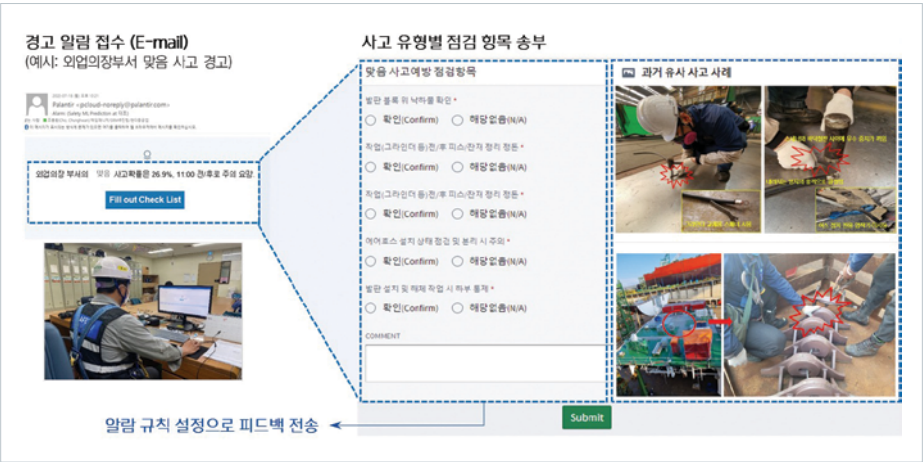 경고 알람 접수 (E-mail)
(예시: 외업의장부서 맞음 사고 경고)
Palantir <pcloud-noreply@palantir.com>
외업의장 부서의 맞음 사고확률은 26.9%, 11:00 전/후로 주의 요망.
Fill out Check List
알람 규칙 설정으로 피드백 전송
사고 유형별 점검 항목 송부
맞음 사고예방 점검항목
발판 블록 위 낙하물 확인 *
확인(Confirm) 해당없음(N/A)
작업(그라인더 등)전/후 피스/잔재 정리 정돈 *
확인(Confirm) 해당없음(N/A)
작업(그라인더 등)전/후 피스/잔재 정리 정돈 *
확인(Confirm) 해당없음(N/A)
에어호스 설치 상태 점검 및 분리 시 주의 *
확인(Confirm) 해당없음(N/A)
발판 설치 및 해체 작업 시 하부 통제 *
확인(Confirm) 해당없음(N/A)
COMMENT
Submit
과거 유사 사고 사례